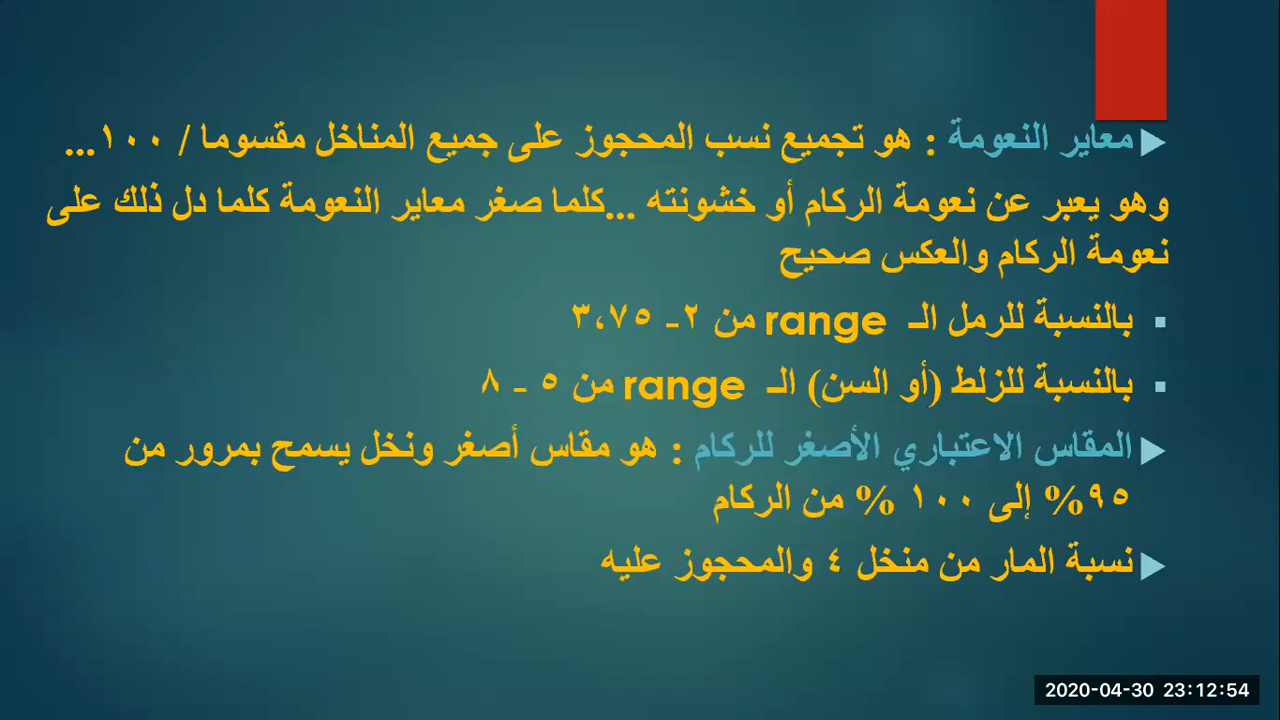 معاير النعومة : هو تجميع نسب المحجوز على جميع المناخل مقسوما / ١٠٠...
وهو يعبر عن نعومة الركام أو خشونته ...كلما صغر معاير النعومة كلما دل ذلك على
نعومة الركام والعكس صحيح
بالنسبة للرمل الـ range من ٢- ٣،٧٥
بالنسبة للزلط (أو السن) الـ range من ٥ - ٨
المقاس الاعتباري الأصغر للركام : هو مقاس أصغر ونخل يسمح بمرور من
٩٥% إلى ١٠٠ % من الركام
نسبة المار من منخل ٤ والمحجوز عليه
2020-04-30 23:12:54